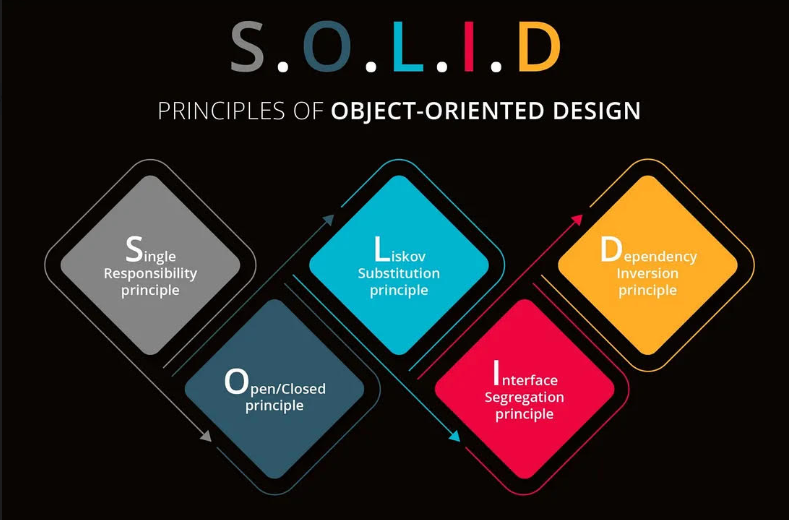 S.O.L.I.D
PRINCIPLES OF OBJECT-ORIENTED DESIGN
Single
Responsibility
principle
Open/Closed
principle
Liskov
Substitution
principle
Interface
Segregation
principle
Dependency
Inversion
principle